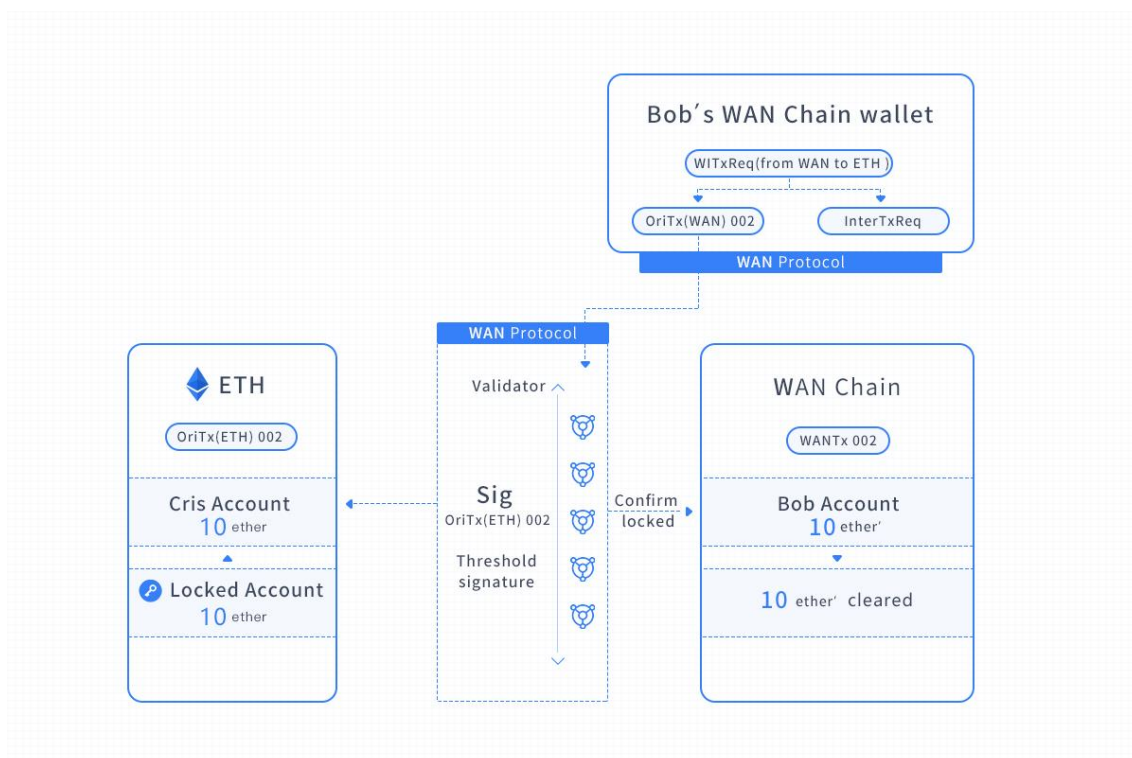 Bob′s WAN Chain wallet
WITxReq(from WAN to ETH )
OriTx(WAN) 002
InterTxReq
WAN Protocol
WAN Protocol
ETH
OriTx(ETH) 002
Cris Account
10 ether
Locked Account
10 ether
Validator
Sig
OriTx(ETH) 002
Threshold
signature
Confirm
locked
WAN Chain
WANTx 002
Bob Account
10 ether′
10 ether′ cleared